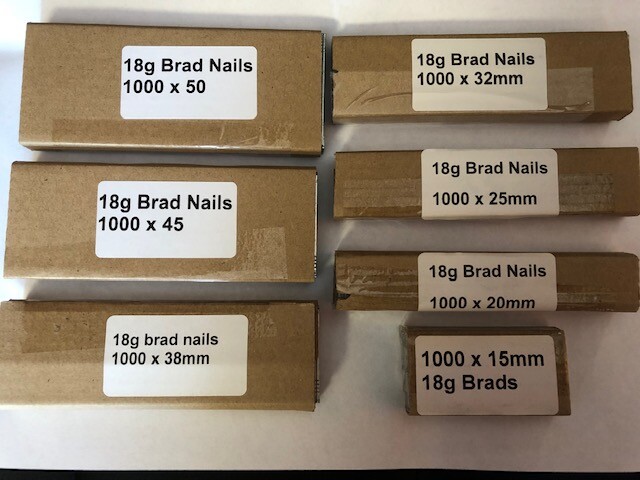 18g Brad Nails
1000 x 50
18g Brad Nails
1000 x 45
18g brad nails
1000 x 38mm
18g Brad Nails
1000 x 32mm
18g Brad Nails
1000 x 25mm
18g Brad Nails
1000 x 20mm
1000 x 15mm
18g Brads